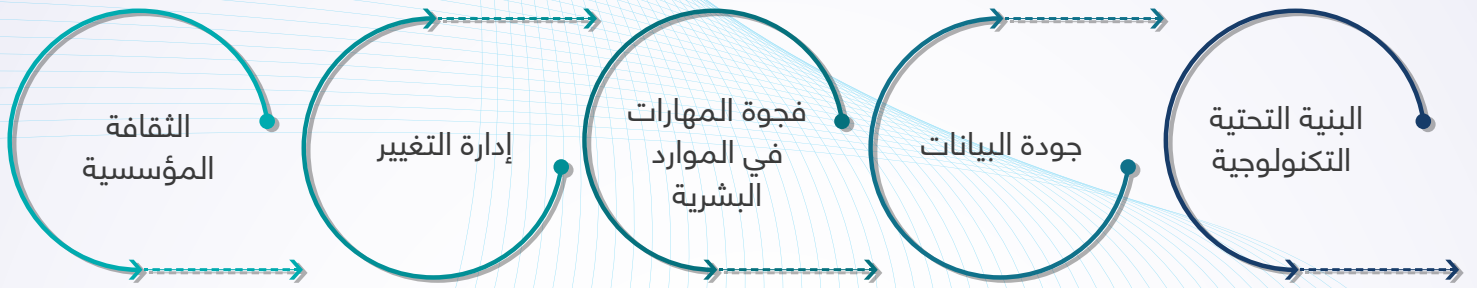 البنية التحتية
التكنولوجية
جودة البيانات
فجوة المهارات
في الموارد
البشرية
إدارة التغيير
الثقافة
المؤسسية